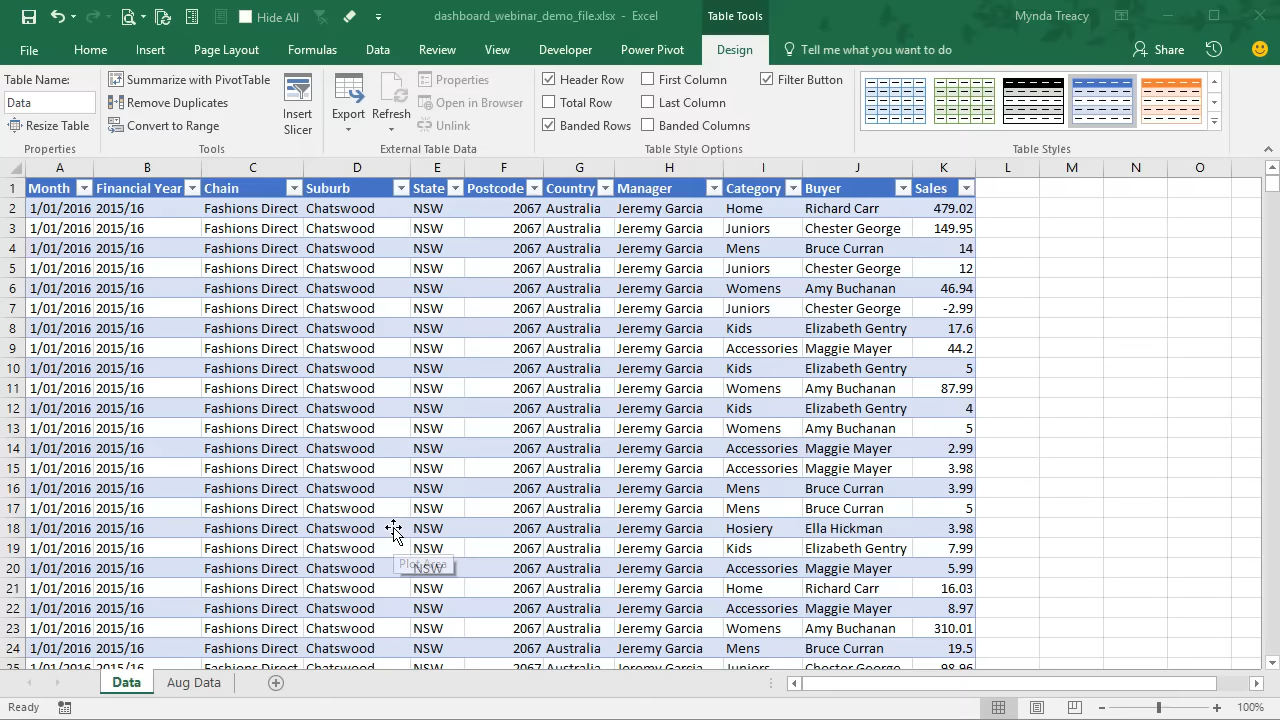 Hide All dashboard_webinar_demo_file.xlsx - Excel Table Tools Mynda Treacy
File Home Insert Page Layout Formulas Data Review View Developer Power Pivot Design Tell me what you want to do Share
Table Name: Summarize with PivotTable Properties Header Row First Column Filter Button
Data Remove Duplicates Insert Slicer Export Refresh Open in Browser Total Row Last Column
Resize Table Convert to Range Unlink Banded Rows Banded Columns
Properties Tools External Table Data Table Style Options Table Styles
A B C D E F G H I J K L M N O
1 Month Financial Year Chain Suburb State Postcode Country Manager Category Buyer Sales
2 1/01/2016 2015/16 Fashions Direct Chatswood NSW 2067 Australia Jeremy Garcia Home Richard Carr 479.02
3 1/01/2016 2015/16 Fashions Direct Chatswood NSW 2067 Australia Jeremy Garcia Juniors Chester George 149.95
4 1/01/2016 2015/16 Fashions Direct Chatswood NSW 2067 Australia Jeremy Garcia Mens Bruce Curran 14
5 1/01/2016 2015/16 Fashions Direct Chatswood NSW 2067 Australia Jeremy Garcia Juniors Chester George 12
6 1/01/2016 2015/16 Fashions Direct Chatswood NSW 2067 Australia Jeremy Garcia Womens Amy Buchanan 46.94
7 1/01/2016 2015/16 Fashions Direct Chatswood NSW 2067 Australia Jeremy Garcia Juniors Chester George -2.99
8 1/01/2016 2015/16 Fashions Direct Chatswood NSW 2067 Australia Jeremy Garcia Kids Elizabeth Gentry 17.6
9 1/01/2016 2015/16 Fashions Direct Chatswood NSW 2067 Australia Jeremy Garcia Accessories Maggie Mayer 44.2
10 1/01/2016 2015/16 Fashions Direct Chatswood NSW 2067 Australia Jeremy Garcia Kids Elizabeth Gentry 5
11 1/01/2016 2015/16 Fashions Direct Chatswood NSW 2067 Australia Jeremy Garcia Womens Amy Buchanan 87.99
12 1/01/2016 2015/16 Fashions Direct Chatswood NSW 2067 Australia Jeremy Garcia Kids Elizabeth Gentry 4
13 1/01/2016 2015/16 Fashions Direct Chatswood NSW 2067 Australia Jeremy Garcia Womens Amy Buchanan 5
14 1/01/2016 2015/16 Fashions Direct Chatswood NSW 2067 Australia Jeremy Garcia Accessories Maggie Mayer 2.99
15 1/01/2016 2015/16 Fashions Direct Chatswood NSW 2067 Australia Jeremy Garcia Accessories Maggie Mayer 3.98
16 1/01/2016 2015/16 Fashions Direct Chatswood NSW 2067 Australia Jeremy Garcia Mens Bruce Curran 3.99
17 1/01/2016 2015/16 Fashions Direct Chatswood NSW 2067 Australia Jeremy Garcia Mens Bruce Curran 5
18 1/01/2016 2015/16 Fashions Direct Chatswood NSW 2067 Australia Jeremy Garcia Hosiery Ella Hickman 3.98
19 1/01/2016 2015/16 Fashions Direct Chatswood NSW 2067 Australia Jeremy Garcia Kids Elizabeth Gentry 7.99
20 1/01/2016 2015/16 Fashions Direct Chatswood NSW 2067 Australia Jeremy Garcia Accessories Maggie Mayer 5.99
21 1/01/2016 2015/16 Fashions Direct Chatswood NSW 2067 Australia Jeremy Garcia Home Richard Carr 16.03
22 1/01/2016 2015/16 Fashions Direct Chatswood NSW 2067 Australia Jeremy Garcia Accessories Maggie Mayer 8.97
23 1/01/2016 2015/16 Fashions Direct Chatswood NSW 2067 Australia Jeremy Garcia Womens Amy Buchanan 310.01
24 1/01/2016 2015/16 Fashions Direct Chatswood NSW 2067 Australia Jeremy Garcia Mens Bruce Curran 19.5
25 1/01/2016 2015/16 Fashions Direct Chatswood NSW 2067 Australia Jeremy Garcia Juniors Chester George 98.96
Data Aug Data
Ready 100%